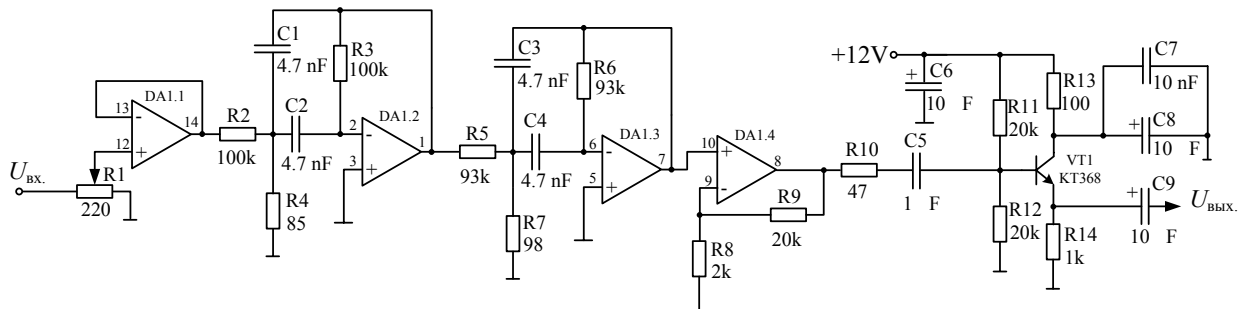 Uвх.
R1
220
13
12
DA1.1
14
R2
100k
C1
4.7 nF
R3
100k
C2
4.7 nF
R4
85
2
3
DA1.2
1
R5
93k
C3
4.7 nF
R6
93k
C4
4.7 nF
R7
98
6
5
DA1.3
7
10
9
DA1.4
8
R8
2k
R9
20k
R10
47
C5
1 F
+12V
+
C6
10 F
R11
20k
R12
20k
R13
100
VT1
КТ368
R14
1k
C7
10 nF
+
C8
10 F
+
C9
10 F
Uвых.